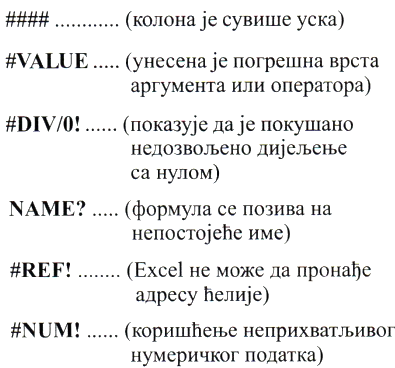 #### ............ (колона је сувише уска)
#VALUE ..... (унесена је погрешна врста
аргумента или оператора)
#DIV/0! ...... (показује да је покушано
недозвољено дијељење
са нулом)
NAME? ..... (формула се позива на
непостојеће име)
#REF! ........ (Excel не може да пронађе
адресу ћелије)
#NUM! ...... (коришћење неприхватљивог
нумеричког податка)